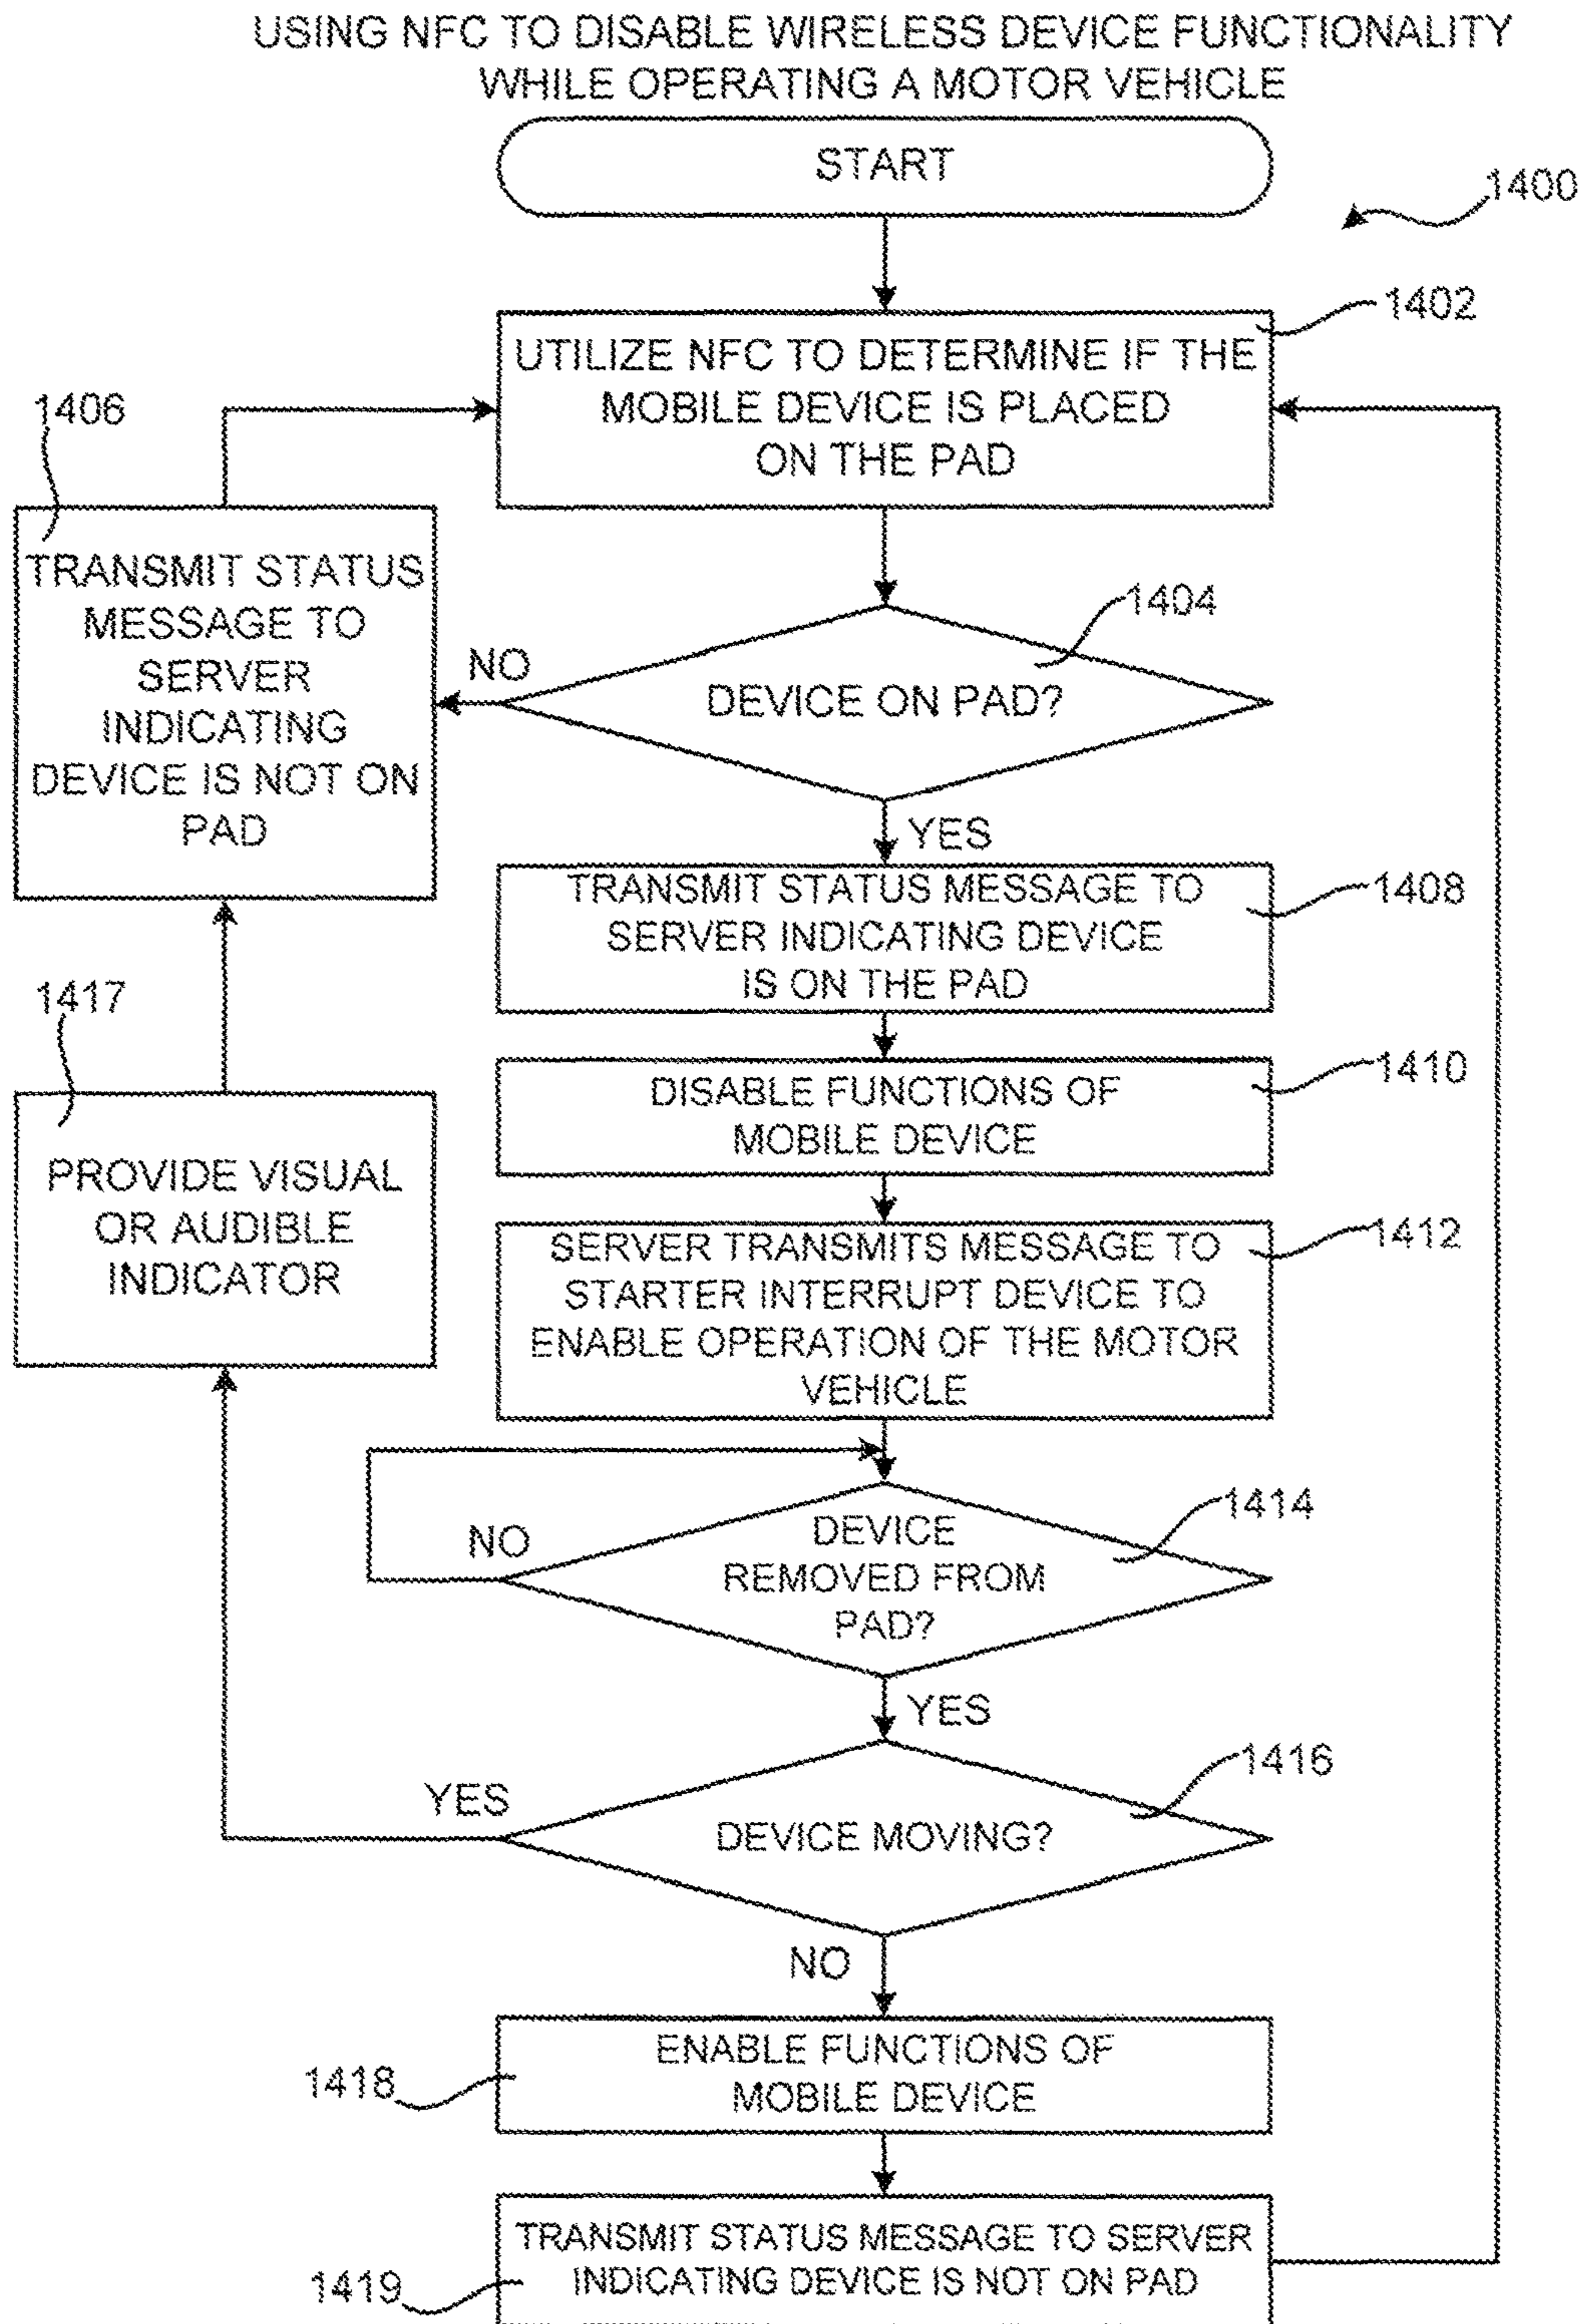 USING NFC TO DISABLE WIRELESS DEVICE FUNCTIONALITY
WHILE OPERATING A MOTOR VEHICLE
START
1400
1402
UTILIZE NFC TO DETERMINE IF THE
MOBILE DEVICE IS PLACED
ON THE PAD
1406
TRANSMIT STATUS
MESSAGE TO
SERVER
INDICATING
DEVICE IS NOT ON
PAD
1404
NO
DEVICE ON PAD?
YES
1408
TRANSMIT STATUS MESSAGE TO
SERVER INDICATING DEVICE
IS ON THE PAD
1417
PROVIDE VISUAL
OR AUDIBLE
INDICATOR
1410
DISABLE FUNCTIONS OF
MOBILE DEVICE
1412
SERVER TRANSMITS MESSAGE TO
STARTER INTERRUPT DEVICE TO
ENABLE OPERATION OF THE MOTOR
VEHICLE
1414
NO
DEVICE
REMOVED FROM
PAD?
YES
1416
YES
DEVICE MOVING?
NO
1418
ENABLE FUNCTIONS OF
MOBILE DEVICE
1419
TRANSMIT STATUS MESSAGE TO SERVER
INDICATING DEVICE IS NOT ON PAD